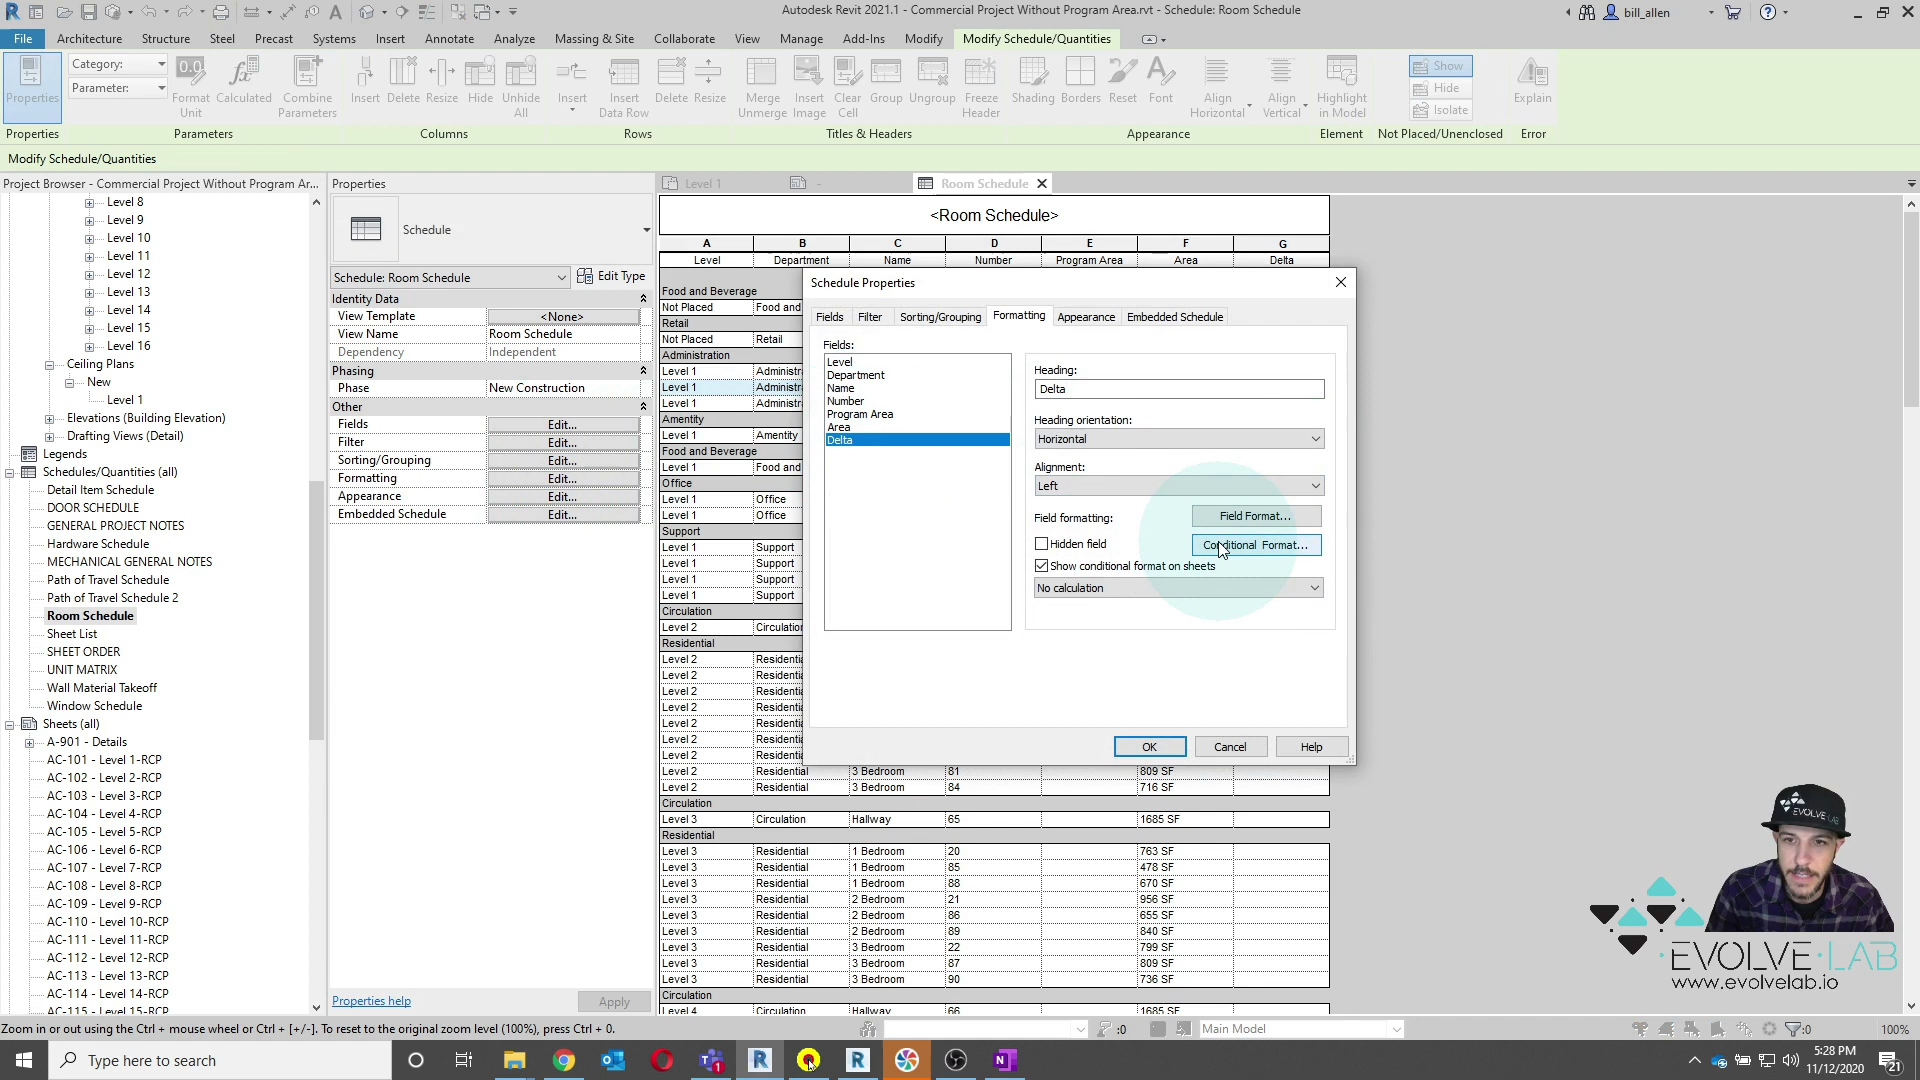 Autodesk Revit 2021.1 - Commercial Project Without Program Area.rvt - Schedule: Room Schedule
bill_allen
File Architecture Structure Steel Precast Systems Insert Annotate Analyze Massing & Site Collaborate View Manage Add-Ins Modify Modify Schedule/Quantities
Category:
Parameter:
Properties
Format Unit
Calculated
Combine Parameters
Insert Delete Resize Hide Unhide All
Insert
Insert Data Row
Delete Resize
Merge Unmerge
Insert Image
Clear Cell
Group Ungroup
Freeze Header
Shading Borders Reset Font
Align Horizontal
Align Vertical
Highlight in Model
Show
Hide
Isolate
Explain
Properties Parameters Columns Rows Titles & Headers Appearance Element Not Placed/Unenclosed Error
Modify Schedule/Quantities
Project Browser - Commercial Project Without Program Ar...
Level 8
Level 9
Level 10
Level 11
Level 12
Level 13
Level 14
Level 15
Level 16
Ceiling Plans
New
Level 1
Elevations (Building Elevation)
Drafting Views (Detail)
Legends
Schedules/Quantities (all)
Detail Item Schedule
DOOR SCHEDULE
GENERAL PROJECT NOTES
Hardware Schedule
MECHANICAL GENERAL NOTES
Path of Travel Schedule
Path of Travel Schedule 2
Room Schedule
Sheet List
SHEET ORDER
UNIT MATRIX
Wall Material Takeoff
Window Schedule
Sheets (all)
A-901 - Details
AC-101 - Level 1-RCP
AC-102 - Level 2-RCP
AC-103 - Level 3-RCP
AC-104 - Level 4-RCP
AC-105 - Level 5-RCP
AC-106 - Level 6-RCP
AC-107 - Level 7-RCP
AC-108 - Level 8-RCP
AC-109 - Level 9-RCP
AC-110 - Level 10-RCP
AC-111 - Level 11-RCP
AC-112 - Level 12-RCP
AC-113 - Level 13-RCP
AC-114 - Level 14-RCP
AC-115 - Level 15-RCP
Properties
Schedule
Schedule: Room Schedule Edit Type
Identity Data
View Template <None>
View Name Room Schedule
Dependency Independent
Phasing
Phase New Construction
Other
Fields Edit...
Filter Edit...
Sorting/Grouping Edit...
Formatting Edit...
Appearance Edit...
Embedded Schedule Edit...
Properties help Apply
Level 1 - Room Schedule
<Room Schedule>
A B C D E F G
Level Department Name Number Program Area Area Delta
Food and Beverage
Not Placed Food and
Retail
Not Placed Retail
Administration
Level 1 Administr
Level 1 Administr
Level 1 Administr
Amentity
Level 1 Amentity
Food and Beverage
Level 1 Food and
Office
Level 1 Office
Level 1 Office
Support
Level 1 Support
Level 1 Support
Level 1 Support
Level 1 Support
Circulation
Level 2 Circulatio
Residential
Level 2 Residentia
Level 2 Residentia
Level 2 Residentia
Level 2 Residentia
Level 2 Residentia
Level 2 Residentia
Level 2 Residentia
Level 2 Residential 3 Bedroom 81 809 SF
Level 2 Residential 3 Bedroom 84 716 SF
Circulation
Level 3 Circulation Hallway 65 1685 SF
Residential
Level 3 Residential 1 Bedroom 20 763 SF
Level 3 Residential 1 Bedroom 85 478 SF
Level 3 Residential 1 Bedroom 88 670 SF
Level 3 Residential 2 Bedroom 21 956 SF
Level 3 Residential 2 Bedroom 86 655 SF
Level 3 Residential 2 Bedroom 89 840 SF
Level 3 Residential 3 Bedroom 22 799 SF
Level 3 Residential 3 Bedroom 87 809 SF
Level 3 Residential 3 Bedroom 90 736 SF
Circulation
Level 4 Circulation Hallway 66 1685 SF
Schedule Properties
Fields Filter Sorting/Grouping Formatting Appearance Embedded Schedule
Fields:
Level
Department
Name
Number
Program Area
Area
Delta
Heading:
Delta
Heading orientation:
Horizontal
Alignment:
Left
Field formatting: Field Format...
Hidden field Conditional Format...
Show conditional format on sheets
No calculation
OK Cancel Help
EVOLVE LAB
EVOLVE LAB
www.evolvelab.io
Zoom in or out using the Ctrl + mouse wheel or Ctrl + [+/-]. To reset to the original zoom level (100%), press Ctrl + 0.
:0 Main Model :0 100%
Type here to search
5:28 PM
11/12/2020
21